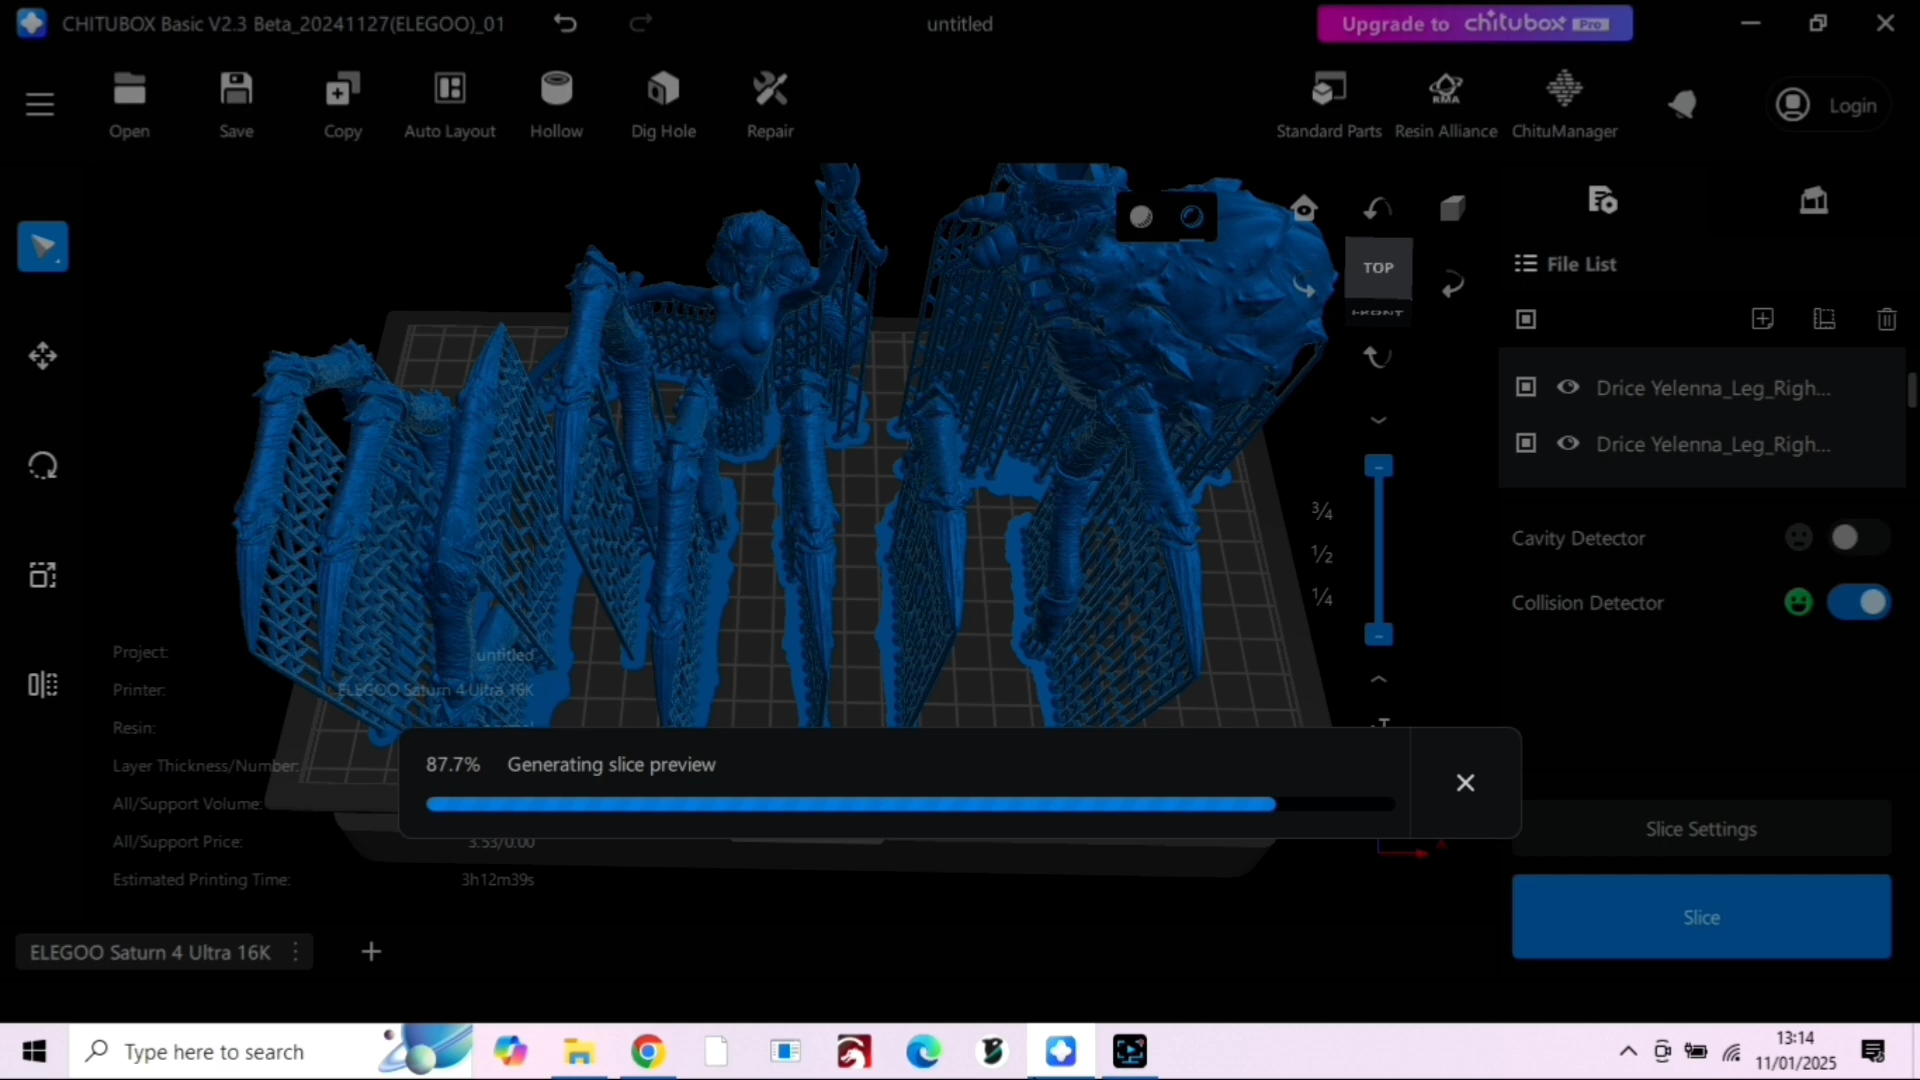 CHITUBOX Basic V2.3 Beta_20241127(ELEGOO)_01
untitled
Upgrade to chitubox Pro
Open
Save
Copy
Auto Layout
Hollow
Dig Hole
Repair
Standard Parts
RMA
Resin Alliance
ChituManager
Login
TOP
FRONT
File List
Drice Yelenna_Leg_Righ...
Drice Yelenna_Leg_Righ...
3/4
1/2
1/4
Cavity Detector
Collision Detector
Project: untitled
Printer: ELEGOO Saturn 4 Ultra 16K
Resin:
Layer Thickness/Number:
All/Support Volume:
All/Support Price: 3.53/0.00
Estimated Printing Time: 3h12m39s
87.7% Generating slice preview
Slice Settings
Slice
ELEGOO Saturn 4 Ultra 16K
Type here to search
13:14
11/01/2025